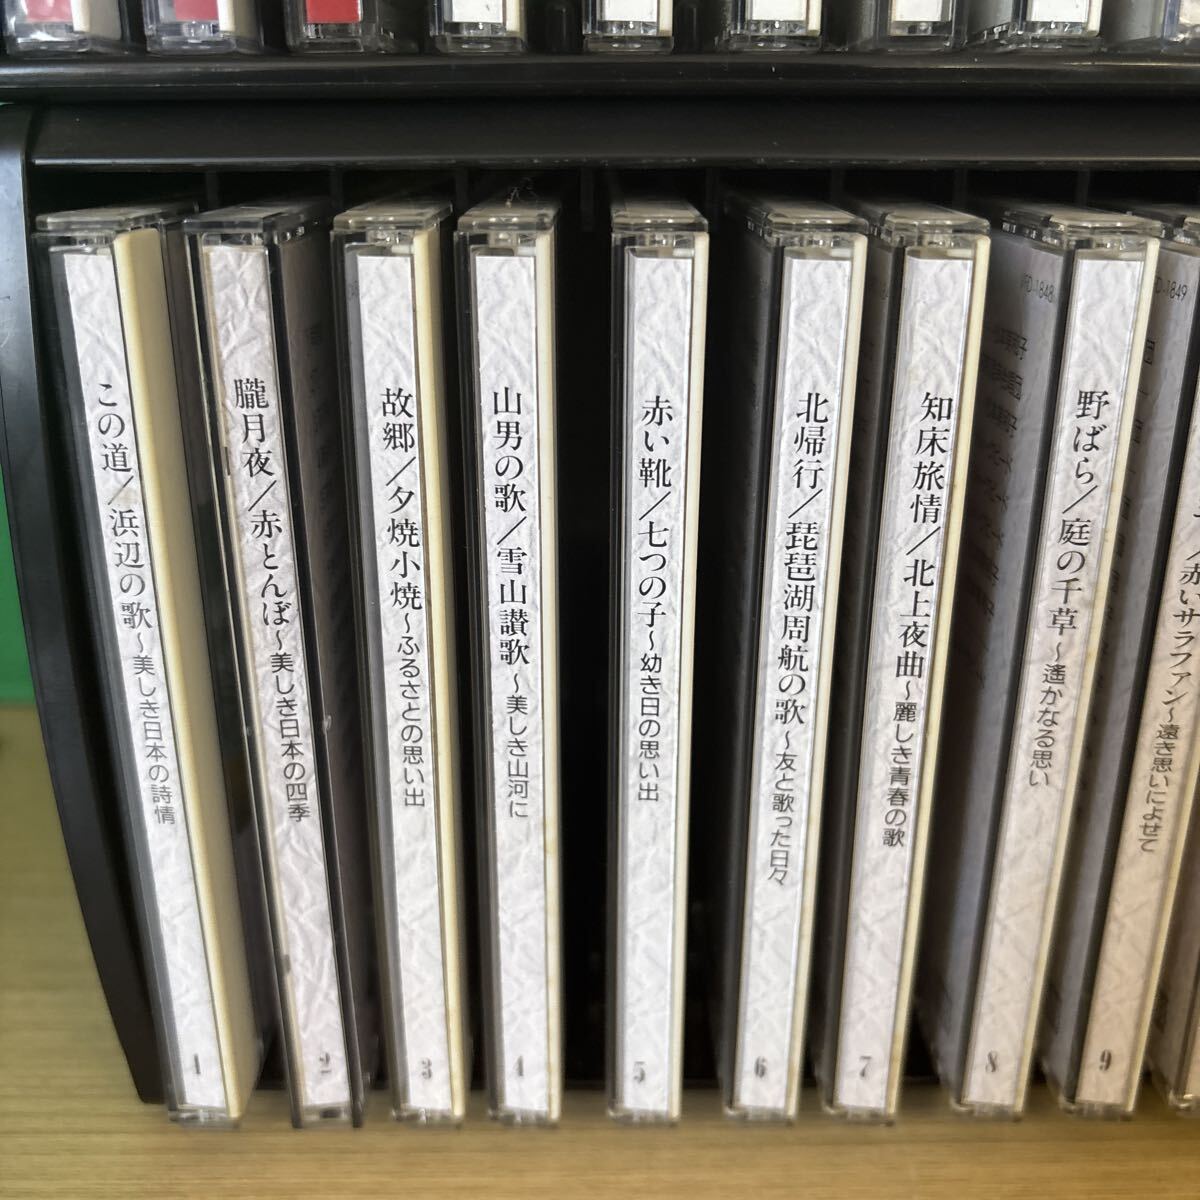 この道/浜辺の歌〜美しき日本の詩情 1
朧月夜/赤とんぼ〜美しき日本の四季 2
故郷/夕焼小焼〜ふるさとの思い出 3
山男の歌/雪山讃歌〜美しき山河に 4
赤い靴/七つの子〜幼き日の思い出 5
北帰行/琵琶湖周航の歌〜友と歌った日々 6
知床旅情/北上夜曲〜麗しき青春の歌 7
野ばら/庭の千草〜遙かなる思い 8
赤いサラファン〜遠き思いによせて 9